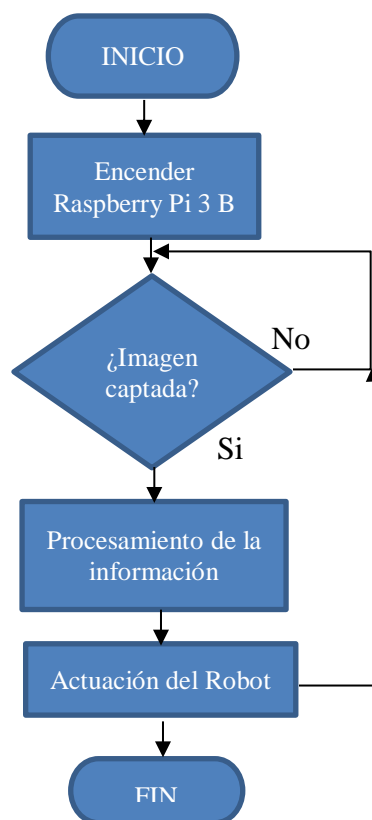 INICIO
Encender
Raspberry Pi 3 B
¿Imagen
captada?
No
Si
Procesamiento de la
información
Actuación del Robot
FIN